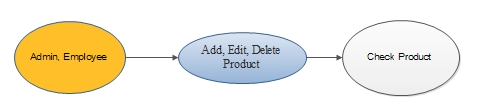 Admin, Employee
Add, Edit, Delete
Product
Check Product